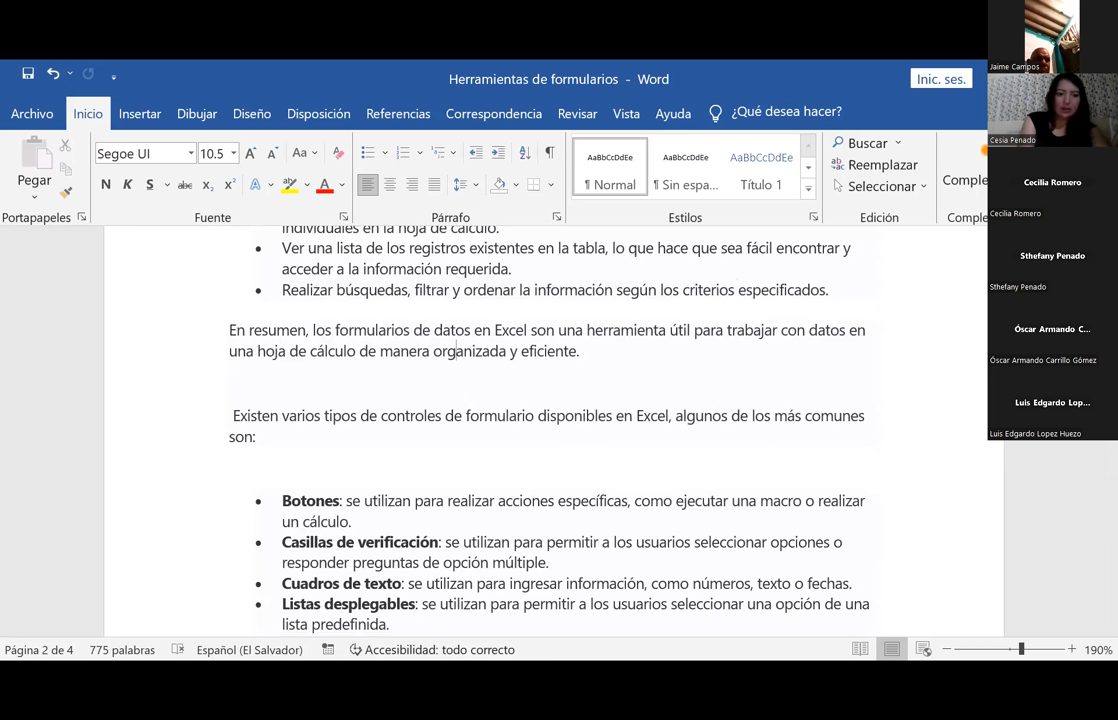 Herramientas de formularios - Word
Inic. ses.
Archivo Inicio Insertar Dibujar Diseño Disposición Referencias Correspondencia Revisar Vista Ayuda ¿Qué desea hacer?
Pegar
Portapapeles
Segoe UI 10.5
Aa
N K S abc x₂ x² A A
Fuente
Párrafo
AaBbCcDdEe AaBbCcDdEe AaBbCcDdEe
¶ Normal ¶ Sin espa... Título 1
Estilos
Buscar
Reemplazar
Seleccionar
Edición
Comple
Comple
individuales en la hoja de cálculo.
• Ver una lista de los registros existentes en la tabla, lo que hace que sea fácil encontrar y
acceder a la información requerida.
• Realizar búsquedas, filtrar y ordenar la información según los criterios especificados.
En resumen, los formularios de datos en Excel son una herramienta útil para trabajar con datos en
una hoja de cálculo de manera organizada y eficiente.
Existen varios tipos de controles de formulario disponibles en Excel, algunos de los más comunes
son:
• Botones: se utilizan para realizar acciones específicas, como ejecutar una macro o realizar
un cálculo.
• Casillas de verificación: se utilizan para permitir a los usuarios seleccionar opciones o
responder preguntas de opción múltiple.
• Cuadros de texto: se utilizan para ingresar información, como números, texto o fechas.
• Listas desplegables: se utilizan para permitir a los usuarios seleccionar una opción de una
lista predefinida.
Página 2 de 4 775 palabras Español (El Salvador) Accesibilidad: todo correcto 190%
Jaime Campos
Cesia Penado
Cecilia Romero
Cecilia Romero
Sthefany Penado
Sthefany Penado
Óscar Armando C...
Óscar Armando Carrillo Gómez
Luis Edgardo Lop...
Luis Edgardo Lopez Huezo